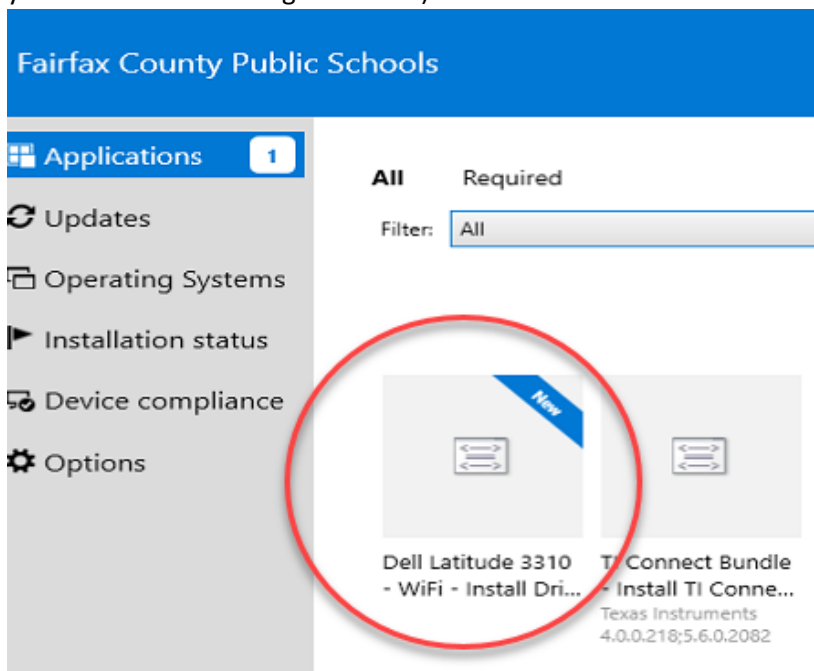 Fairfax County Public Schools
Applications 1
Updates
Operating Systems
Installation status
Device compliance
Options
All Required
Filter: All
New
Dell Latitude 3310
- WiFi - Install Dri...
TI Connect Bundle
- Install TI Conne...
Texas Instruments
4.0.0.218;5.6.0.2082